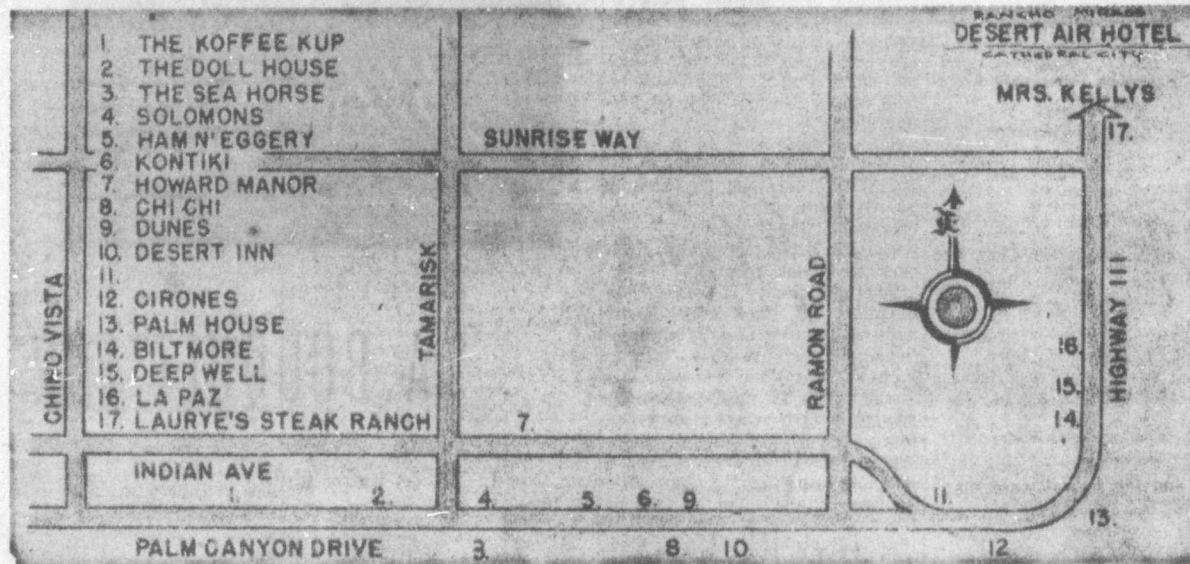 RANCHO MIRAGE
DESERT AIR HOTEL
CATHEDRAL CITY
MRS. KELLYS
17.
1. THE KOFFEE KUP
2. THE DOLL HOUSE
3. THE SEA HORSE
4. SOLOMONS
5. HAM N' EGGERY
6. KONTIKI
7. HOWARD MANOR
8. CHI CHI
9. DUNES
10. DESERT INN
11.
12. CIRONES
13. PALM HOUSE
14. BILTMORE
15. DEEP WELL
16. LA PAZ
17. LAURYE'S STEAK RANCH
SUNRISE WAY
CHINO VISTA
TAMARISK
RAMON ROAD
HIGHWAY 111
16.
15.
14.
7.
INDIAN AVE
1. 2. 4. 5. 6. 9. 11. 13.
PALM CANYON DRIVE 3. 8 10 12